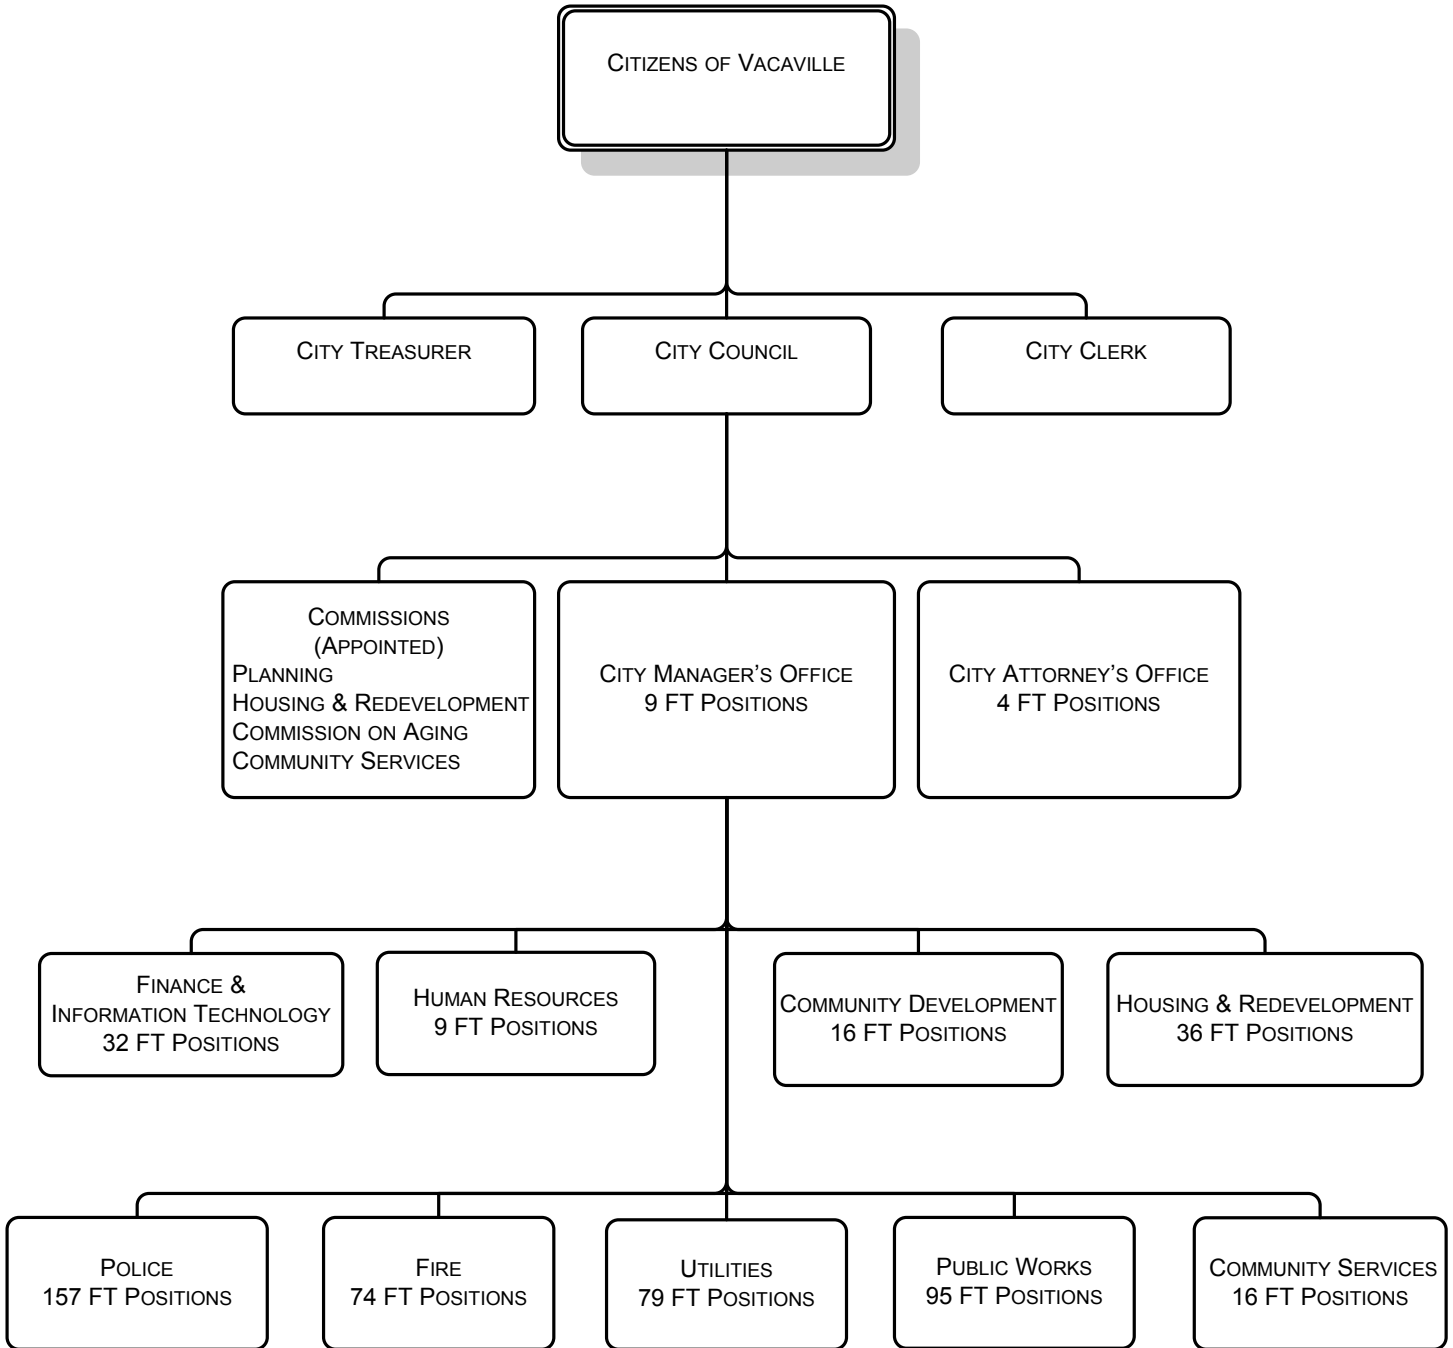 CITIZENS OF VACAVILLE
CITY TREASURER
CITY COUNCIL
CITY CLERK
COMMISSIONS
(APPOINTED)
PLANNING
HOUSING & REDEVELOPMENT
COMMISSION ON AGING
COMMUNITY SERVICES
CITY MANAGER'S OFFICE
9 FT POSITIONS
CITY ATTORNEY'S OFFICE
4 FT POSITIONS
FINANCE &
INFORMATION TECHNOLOGY
32 FT POSITIONS
HUMAN RESOURCES
9 FT POSITIONS
COMMUNITY DEVELOPMENT
16 FT POSITIONS
HOUSING & REDEVELOPMENT
36 FT POSITIONS
POLICE
157 FT POSITIONS
FIRE
74 FT POSITIONS
UTILITIES
79 FT POSITIONS
PUBLIC WORKS
95 FT POSITIONS
COMMUNITY SERVICES
16 FT POSITIONS